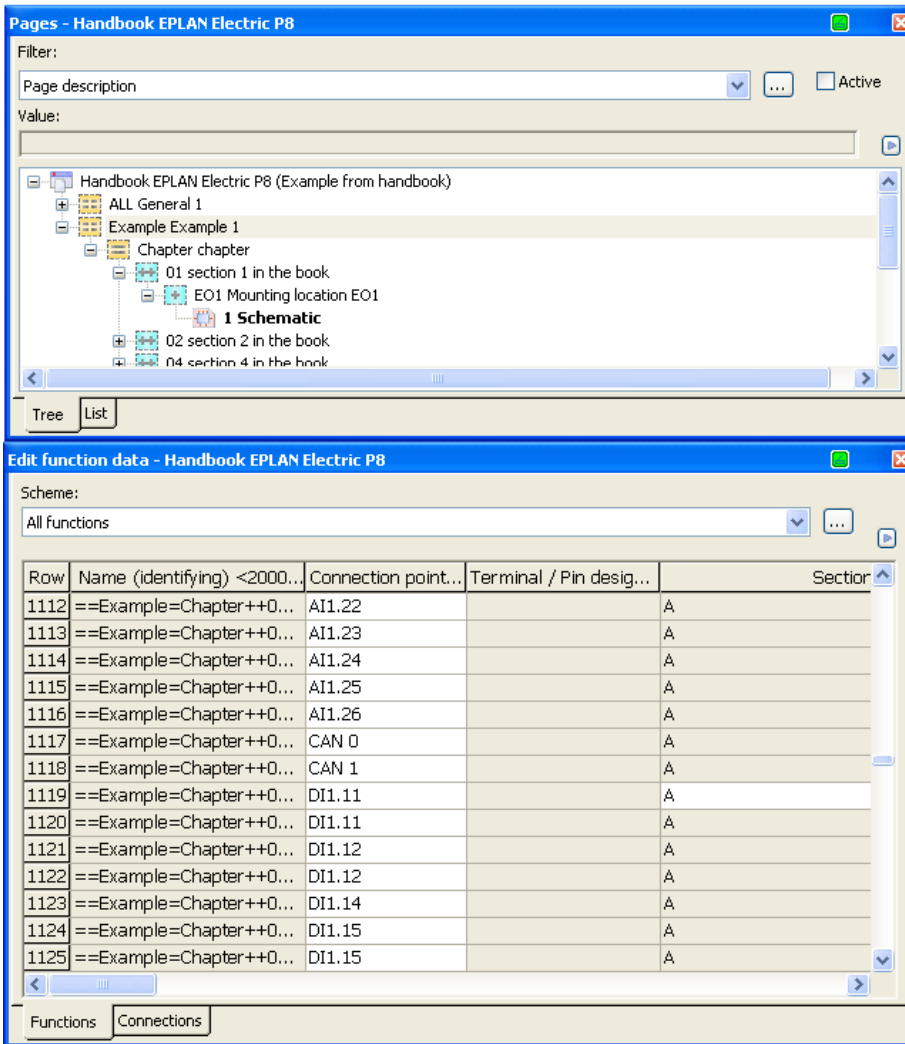 Pages - Handbook EPLAN Electric P8
Filter:
Page description
... Active
Value:
Handbook EPLAN Electric P8 (Example from handbook)
ALL General 1
Example Example 1
Chapter chapter
01 section 1 in the book
EO1 Mounting location EO1
1 Schematic
02 section 2 in the book
04 section 4 in the book
Tree List
Edit function data - Handbook EPLAN Electric P8
Scheme:
All functions ...
Row Name (identifying) <2000... Connection point... Terminal / Pin desig... Section
1112 ==Example=Chapter++0... AI1.22 A
1113 ==Example=Chapter++0... AI1.23 A
1114 ==Example=Chapter++0... AI1.24 A
1115 ==Example=Chapter++0... AI1.25 A
1116 ==Example=Chapter++0... AI1.26 A
1117 ==Example=Chapter++0... CAN 0 A
1118 ==Example=Chapter++0... CAN 1 A
1119 ==Example=Chapter++0... DI1.11 A
1120 ==Example=Chapter++0... DI1.11 A
1121 ==Example=Chapter++0... DI1.12 A
1122 ==Example=Chapter++0... DI1.12 A
1123 ==Example=Chapter++0... DI1.14 A
1124 ==Example=Chapter++0... DI1.15 A
1125 ==Example=Chapter++0... DI1.15 A
Functions Connections